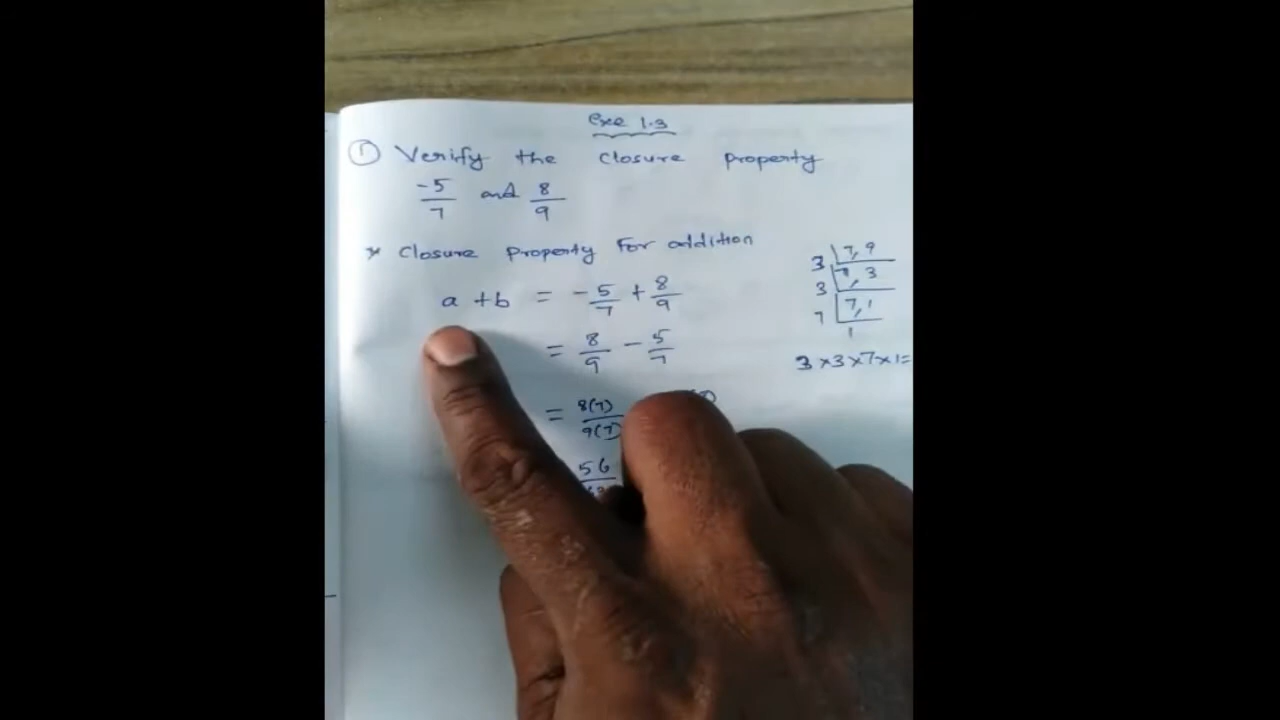 Exe 1.3
① Verify the closure property
-5/7 and 8/9
* Closure Property For addition
a + b = -5/7 + 8/9
= 8/9 - 5/7
= 8(7)/9(7)
56
3 | 7, 9
3 | 7, 3
7 | 7, 1
1
3×3×7×1=